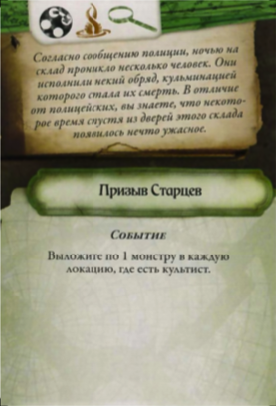 Согласно сообщению полиции, ночью на
склад проникло несколько человек. Они
исполнили некий обряд, кульминацией
которого стала их смерть. В отличие
от полицейских, вы знаете, что некото-
рое время спустя из дверей этого склада
появилось нечто ужасное.
Призыв Старцев
Событие
Выложите по 1 монстру в каждую
локацию, где есть культист.